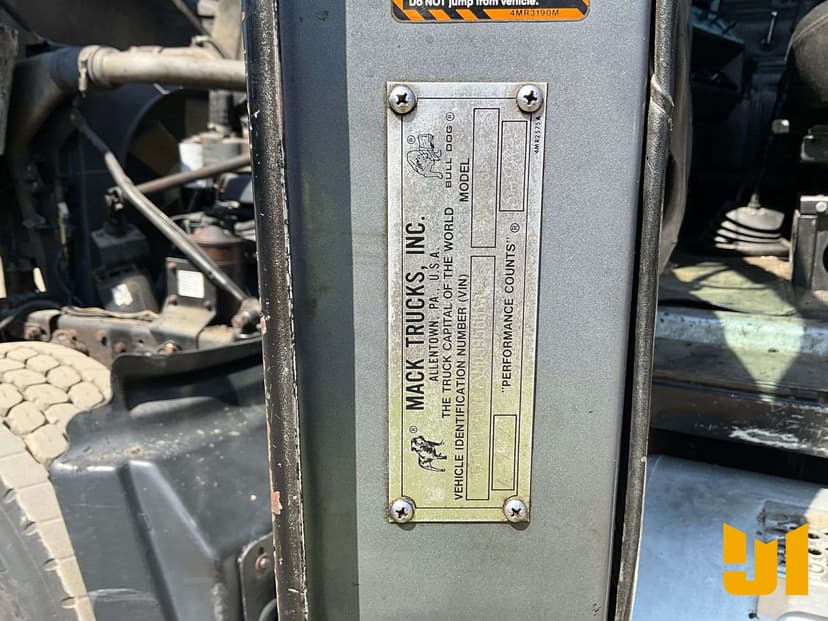 Do NOT jump from vehicle.
4MR3190M
MACK TRUCKS, INC.
ALLENTOWN, PA., U.S.A.
THE TRUCK CAPITAL OF THE WORLD
VEHICLE IDENTIFICATION NUMBER (VIN)
BULL DOG ®
MODEL
"PERFORMANCE COUNTS" ®
4MR2575A